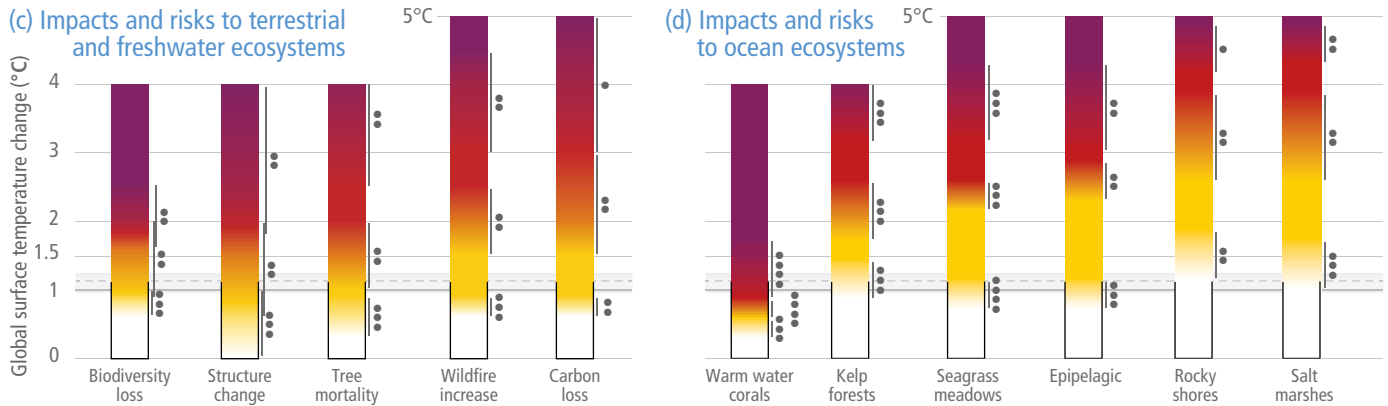 (c) Impacts and risks to terrestrial
and freshwater ecosystems
5°C
(d) Impacts and risks
to ocean ecosystems
5°C
Global surface temperature change (°C)
4
3
2
1.5
1
0
Biodiversity
loss
Structure
change
Tree
mortality
Wildfire
increase
Carbon
loss
Warm water
corals
Kelp
forests
Seagrass
meadows
Epipelagic
Rocky
shores
Salt
marshes